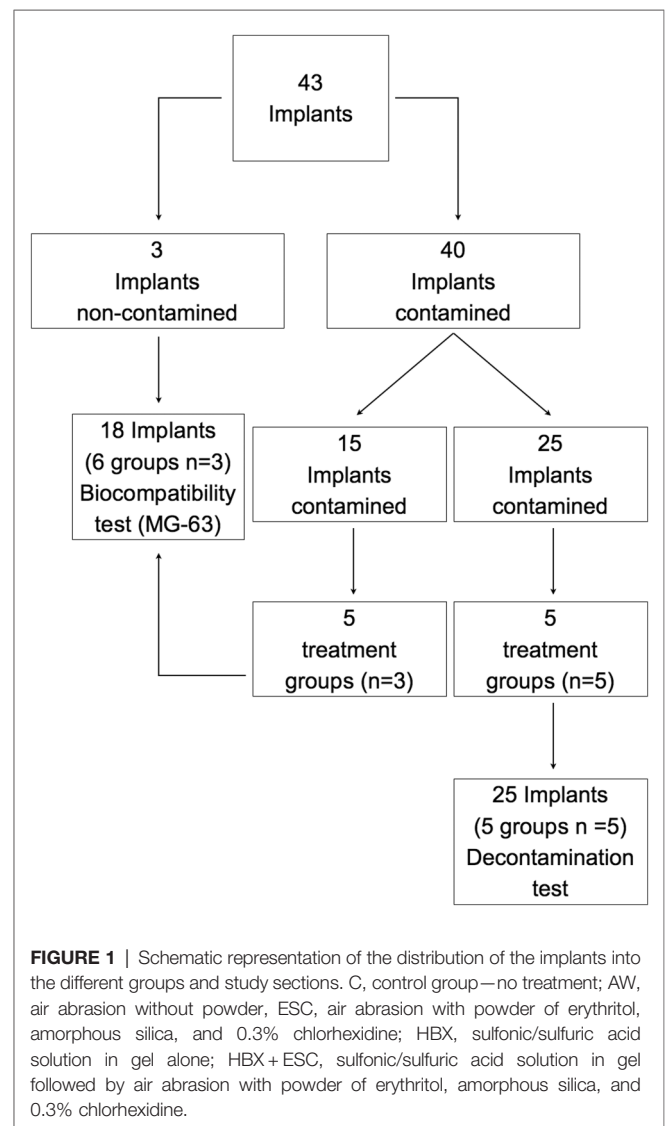 43
Implants
3
Implants
non-contamined
40
Implants
contamined
18 Implants
(6 groups n=3)
Biocompatibility
test (MG-63)
15
Implants
contamined
25
Implants
contamined
5
treatment
groups (n=3)
5
treatment
groups (n=5)
25 Implants
(5 groups n =5)
Decontamination
test
FIGURE 1 | Schematic representation of the distribution of the implants into
the different groups and study sections. C, control group—no treatment; AW,
air abrasion without powder, ESC, air abrasion with powder of erythritol,
amorphous silica, and 0.3% chlorhexidine; HBX, sulfonic/sulfuric acid
solution in gel alone; HBX + ESC, sulfonic/sulfuric acid solution in gel
followed by air abrasion with powder of erythritol, amorphous silica, and
0.3% chlorhexidine.